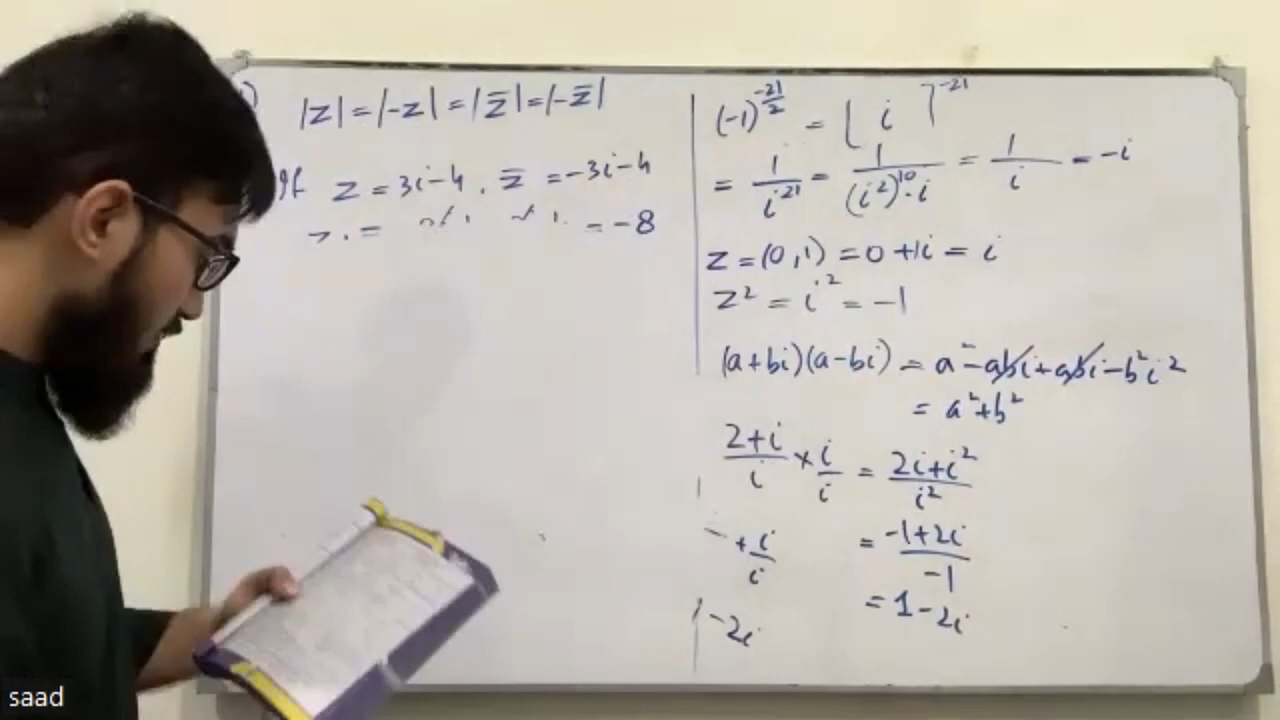 |z| = |-z| = |z̅| = |-z̅|
If z = 3i-4, z̅ = -3i-4
= -8
(-1)^(-21/2) = [i]^-21
= 1/i^21 = 1/((i²)^10·i) = 1/i = -i
z = (0,1) = 0+1i = i
z² = i² = -1
(a+bi)(a-bi) = a² - abi + abi - b²i²
= a²+b²
(2+i)/i × i/i = (2i+i²)/i²
+ i/i = (-1+2i)/-1
= 1-2i
-2i
saad